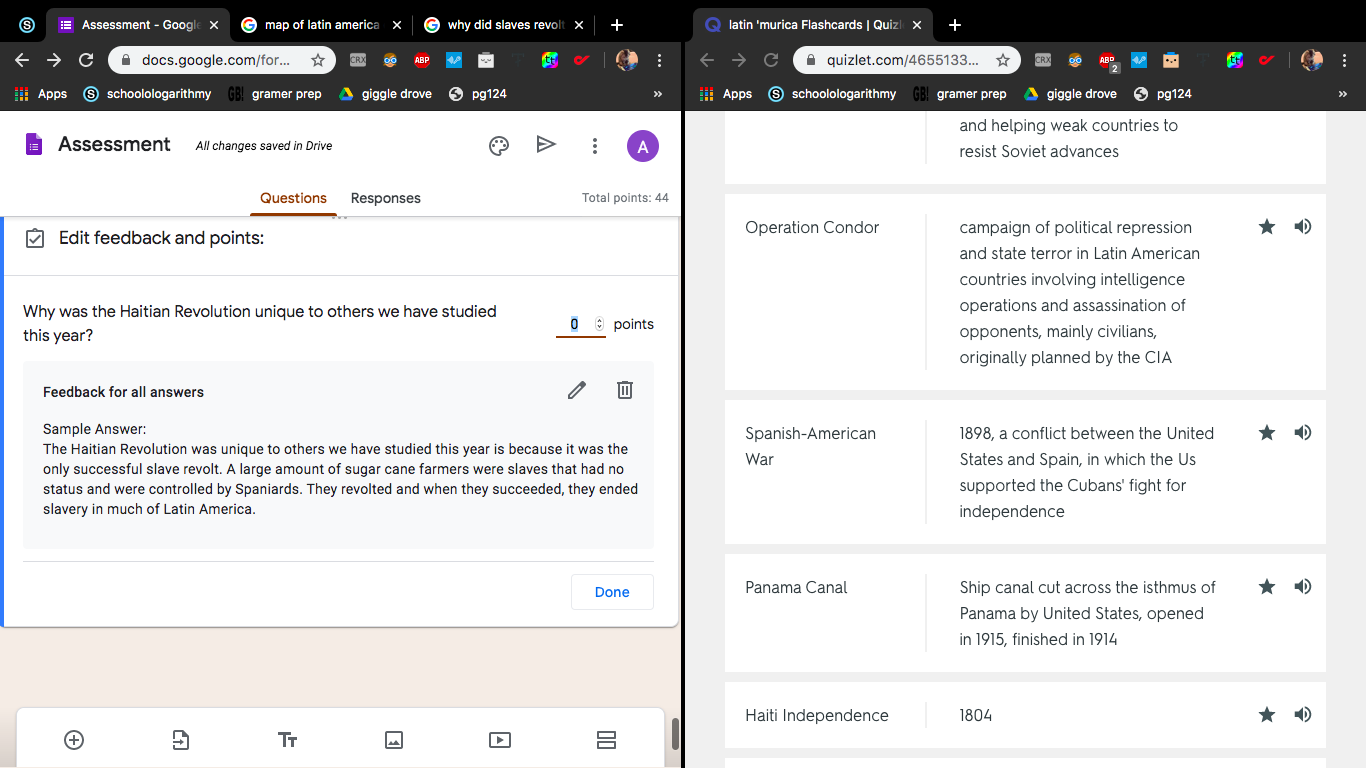 Assessment - Google
map of latin america
why did slaves revolt
latin 'murica Flashcards | Quizl
docs.google.com/for...
CRX
ABP
quizlet.com/4655133...
CRX
ABP
2
Apps
schoolologarithmy
GB!
gramer prep
giggle drove
pg124
»
Apps
schoolologarithmy
GB!
gramer prep
giggle drove
pg124
»
Assessment
All changes saved in Drive
A
Questions
Responses
Total points: 44
Edit feedback and points:
Why was the Haitian Revolution unique to others we have studied
this year?
0
points
Feedback for all answers
Sample Answer:
The Haitian Revolution was unique to others we have studied this year is because it was the
only successful slave revolt. A large amount of sugar cane farmers were slaves that had no
status and were controlled by Spaniards. They revolted and when they succeeded, they ended
slavery in much of Latin America.
Done
Tт
and helping weak countries to
resist Soviet advances
Operation Condor
campaign of political repression
and state terror in Latin American
countries involving intelligence
operations and assassination of
opponents, mainly civilians,
originally planned by the CIA
Spanish-American
War
1898, a conflict between the United
States and Spain, in which the Us
supported the Cubans' fight for
independence
Panama Canal
Ship canal cut across the isthmus of
Panama by United States, opened
in 1915, finished in 1914
Haiti Independence
1804